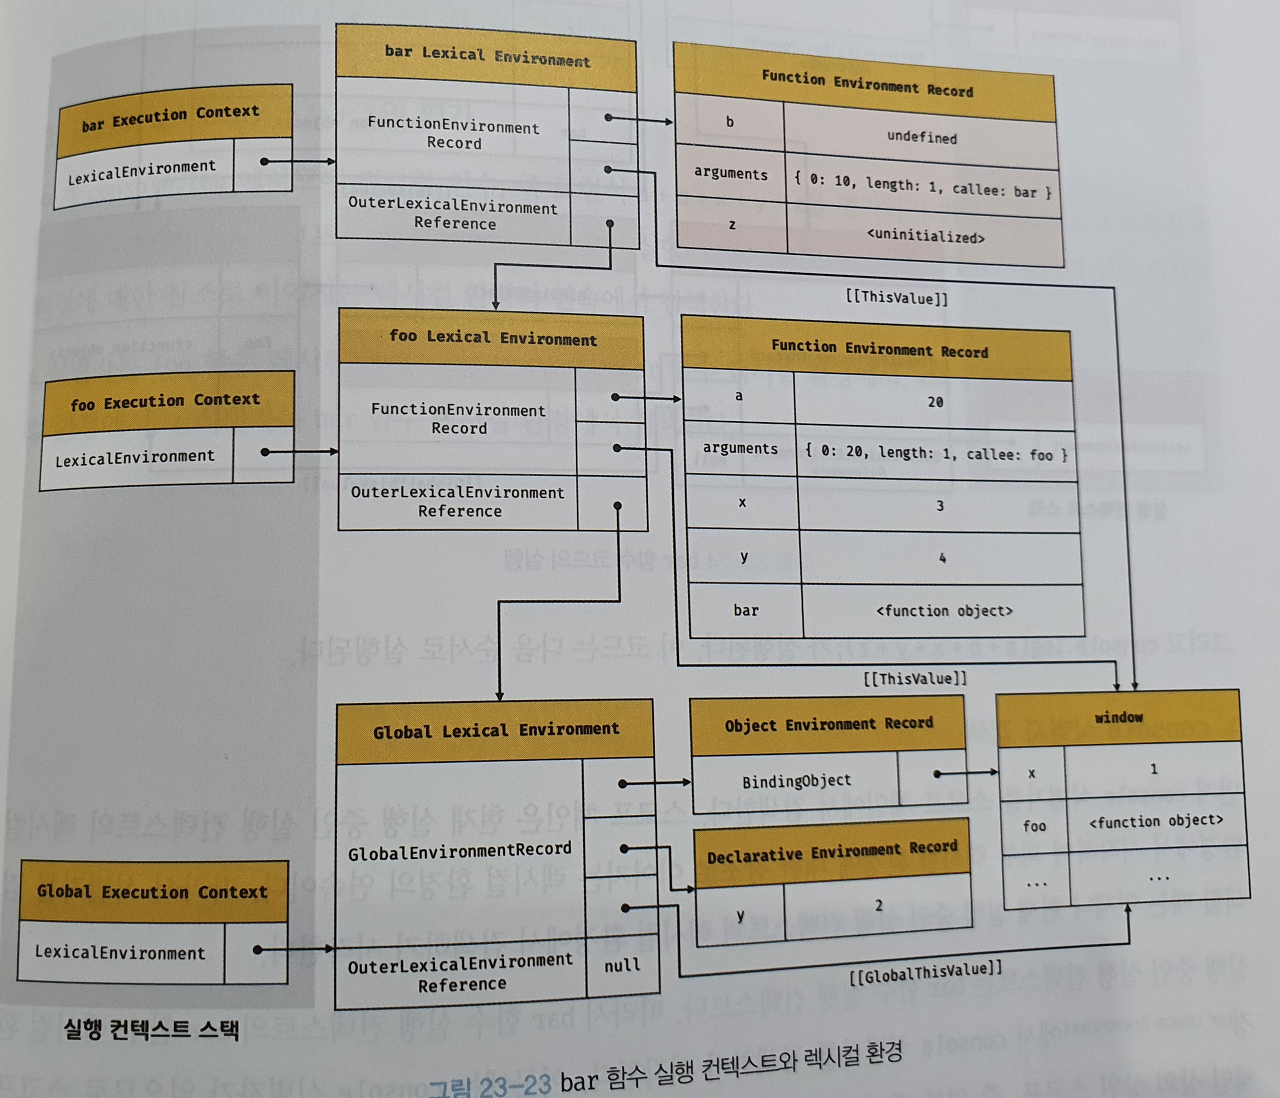 bar Lexical Environment
Function Environment Record
bar Execution Context
LexicalEnvironment
FunctionEnvironment
Record
OuterLexicalEnvironment
Reference
b
undefined
arguments
{ 0: 10, length: 1, callee: bar }
z
<uninitialized>
[[ThisValue]]
foo Lexical Environment
Function Environment Record
foo Execution Context
LexicalEnvironment
FunctionEnvironment
Record
OuterLexicalEnvironment
Reference
a
20
arguments
{ 0: 20, length: 1, callee: foo }
x
3
y
4
bar
<function object>
[[ThisValue]]
Global Lexical Environment
Object Environment Record
window
BindingObject
x
1
foo
<function object>
...
...
GlobalEnvironmentRecord
Declarative Environment Record
y
2
Global Execution Context
LexicalEnvironment
OuterLexicalEnvironment
Reference
null
[[GlobalThisValue]]
실행 컨텍스트 스택
그림 23-23 bar 함수 실행 컨텍스트와 렉시컬 환경